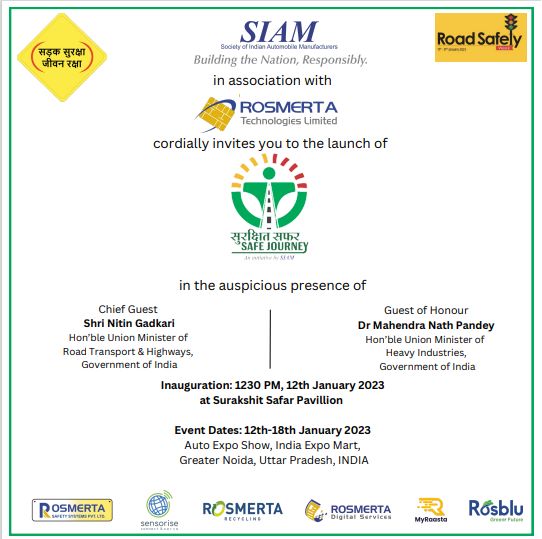 सड़क सुरक्षा
जीवन रक्षा
SIAM
Society of Indian Automobile Manufacturers
Building the Nation, Responsibly.
Road Safety
in association with
ROSMERTA
Technologies Limited
cordially invites you to the launch of
सुरक्षित सफर
SAFE JOURNEY
An initiative by SIAM
in the auspicious presence of
Chief Guest
Shri Nitin Gadkari
Hon'ble Union Minister of
Road Transport & Highways,
Government of India
Guest of Honour
Dr Mahendra Nath Pandey
Hon'ble Union Minister of
Heavy Industries,
Government of India
Inauguration: 1230 PM, 12th January 2023
at Surakshit Safar Pavillion
Event Dates: 12th-18th January 2023
Auto Expo Show, India Expo Mart,
Greater Noida, Uttar Pradesh, INDIA
ROSMERTA
SAFETY SYSTEMS PVT. LTD.
sensorise
ROSMERTA
RECYCLING
ROSMERTA
Digital Services
MyRaasta
Rosblu
Greener Future